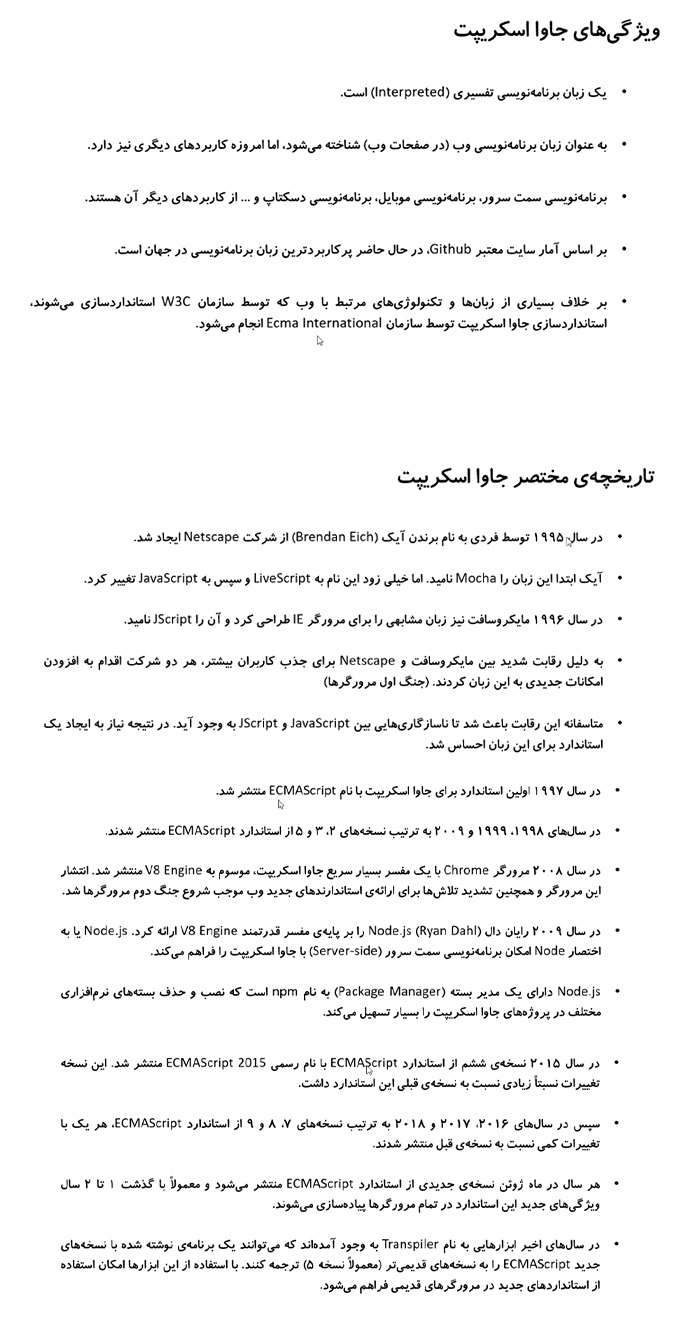 ویژگی‌های جاوا اسکریپت
• یک زبان برنامه‌نویسی تفسیری (Interpreted) است.
• به عنوان زبان برنامه‌نویسی وب (در صفحات وب) شناخته می‌شود، اما امروزه کاربردهای دیگری نیز دارد.
• برنامه‌نویسی سمت سرور، برنامه‌نویسی موبایل، برنامه‌نویسی دسکتاپ و ... از کاربردهای دیگر آن هستند.
• بر اساس آمار سایت معتبر Github، در حال حاضر پرکاربردترین زبان برنامه‌نویسی در جهان است.
• بر خلاف بسیاری از زبان‌ها و تکنولوژی‌های مرتبط با وب که توسط سازمان W3C استانداردسازی می‌شوند،
استانداردسازی جاوا اسکریپت توسط سازمان Ecma International انجام می‌شود.
تاریخچه‌ی مختصر جاوا اسکریپت
• در سال ۱۹۹۵ توسط فردی به نام برندن آیک (Brendan Eich) از شرکت Netscape ایجاد شد.
• آیک ابتدا این زبان را Mocha نامید. اما خیلی زود این نام به LiveScript و سپس به JavaScript تغییر کرد.
• در سال ۱۹۹۶ مایکروسافت نیز زبان مشابهی را برای مرورگر IE طراحی کرد و آن را JScript نامید.
• به دلیل رقابت شدید بین مایکروسافت و Netscape برای جذب کاربران بیشتر، هر دو شرکت اقدام به افزودن
امکانات جدیدی به این زبان کردند. (جنگ اول مرورگرها)
• متاسفانه این رقابت باعث شد تا ناسازگاری‌هایی بین JavaScript و JScript به وجود آید. در نتیجه نیاز به ایجاد یک
استاندارد برای این زبان احساس شد.
• در سال ۱۹۹۷ اولین استاندارد برای جاوا اسکریپت با نام ECMAScript منتشر شد.
• در سال‌های ۱۹۹۸، ۱۹۹۹ و ۲۰۰۹ به ترتیب نسخه‌های ۲، ۳ و ۵ از استاندارد ECMAScript منتشر شدند.
• در سال ۲۰۰۸ مرورگر Chrome با یک مفسر بسیار سریع جاوا اسکریپت، موسوم به V8 Engine منتشر شد. انتشار
این مرورگر و همچنین تشدید تلاش‌ها برای ارائه‌ی استاندارندهای جدید وب موجب شروع جنگ دوم مرورگرها شد.
• در سال ۲۰۰۹ رایان دال (Ryan Dahl) Node.js را بر پایه‌ی مفسر قدرتمند V8 Engine ارائه کرد. Node.js یا به
اختصار Node امکان برنامه‌نویسی سمت سرور (Server-side) با جاوا اسکریپت را فراهم می‌کند.
• Node.js دارای یک مدیر بسته (Package Manager) به نام npm است که نصب و حذف بسته‌های نرم‌افزاری
مختلف در پروژه‌های جاوا اسکریپت را بسیار تسهیل می‌کند.
• در سال ۲۰۱۵ نسخه‌ی ششم از استاندارد ECMAScript با نام رسمی ECMAScript 2015 منتشر شد. این نسخه
تغییرات نسبتاً زیادی نسبت به نسخه‌ی قبلی این استاندارد داشت.
• سپس در سال‌های ۲۰۱۶، ۲۰۱۷ و ۲۰۱۸ به ترتیب نسخه‌های ۷، ۸ و ۹ از استاندارد ECMAScript، هر یک با
تغییرات کمی نسبت به نسخه‌ی قبل منتشر شدند.
• هر سال در ماه ژوئن نسخه‌ی جدیدی از استاندارد ECMAScript منتشر می‌شود و معمولاً با گذشت ۱ تا ۲ سال
ویژگی‌های جدید این استاندارد در تمام مرورگرها پیاده‌سازی می‌شوند.
• در سال‌های اخیر ابزارهایی به نام Transpiler به وجود آمده‌اند که می‌توانند یک برنامه‌ی نوشته شده با نسخه‌های
جدید ECMAScript را به نسخه‌های قدیمی‌تر (معمولاً نسخه ۵) ترجمه کنند. با استفاده از این ابزارها امکان استفاده
از استانداردهای جدید در مرورگرهای قدیمی فراهم می‌شود.